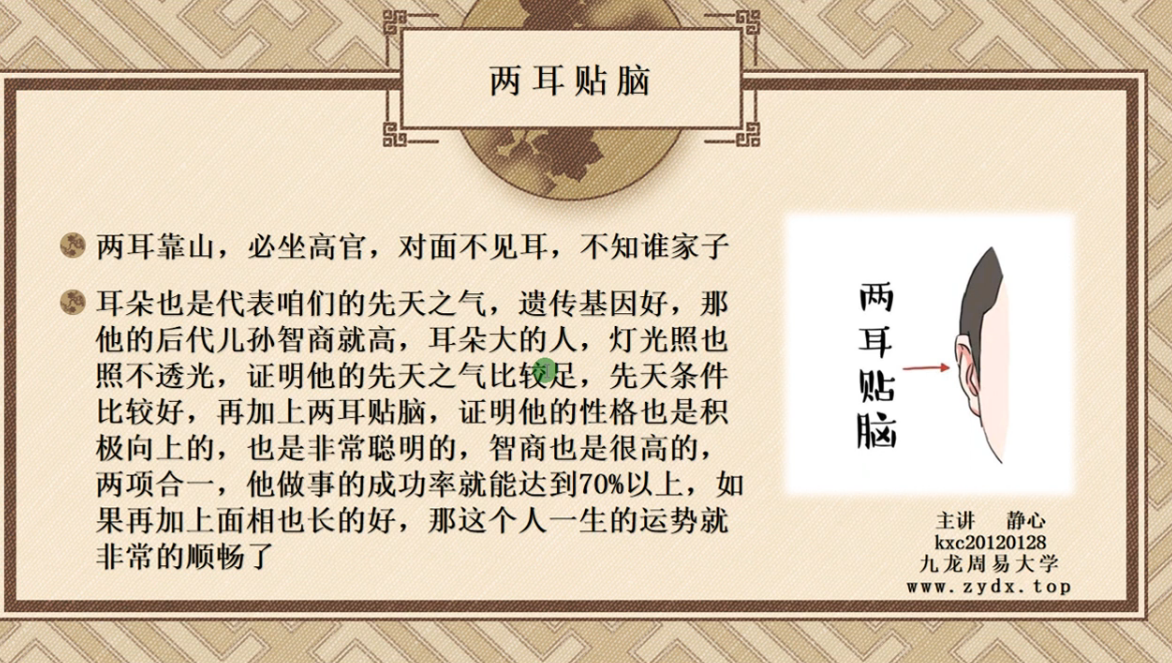 两耳贴脑
两耳靠山，必坐高官，对面不见耳，不知谁家子
耳朵也是代表咱们的先天之气，遗传基因好，那
他的后代儿孙智商就高，耳朵大的人，灯光照也
照不透光，证明他的先天之气比较足，先天条件
比较好，再加上两耳贴脑，证明他的性格也是积
极向上的，也是非常聪明的，智商也是很高的，
两项合一，他做事的成功率就能达到70%以上，如
果再加上面相也长的好，那这个人一生的运势就
非常的顺畅了
两
耳
贴
脑
主讲 静心
kxc20120128
九龙周易大学
www.zydx.top